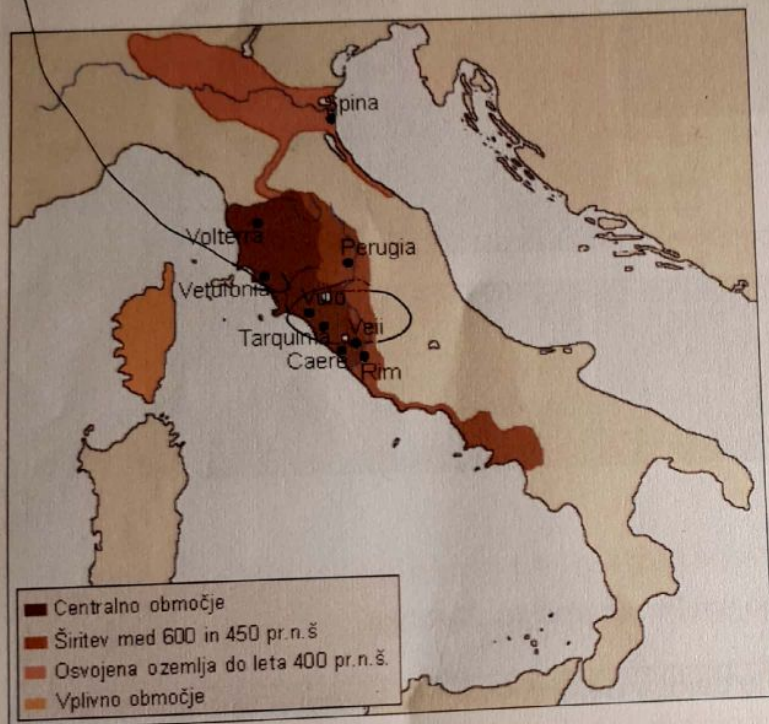 Spina
Volterra
Perugia
Vetulonia
Vulci
Tarquinia
Veii
Caere
Rim
Centralno območje
Širitev med 600 in 450 pr.n.š
Osvojena ozemlja do leta 400 pr.n.š.
Vplivno območje